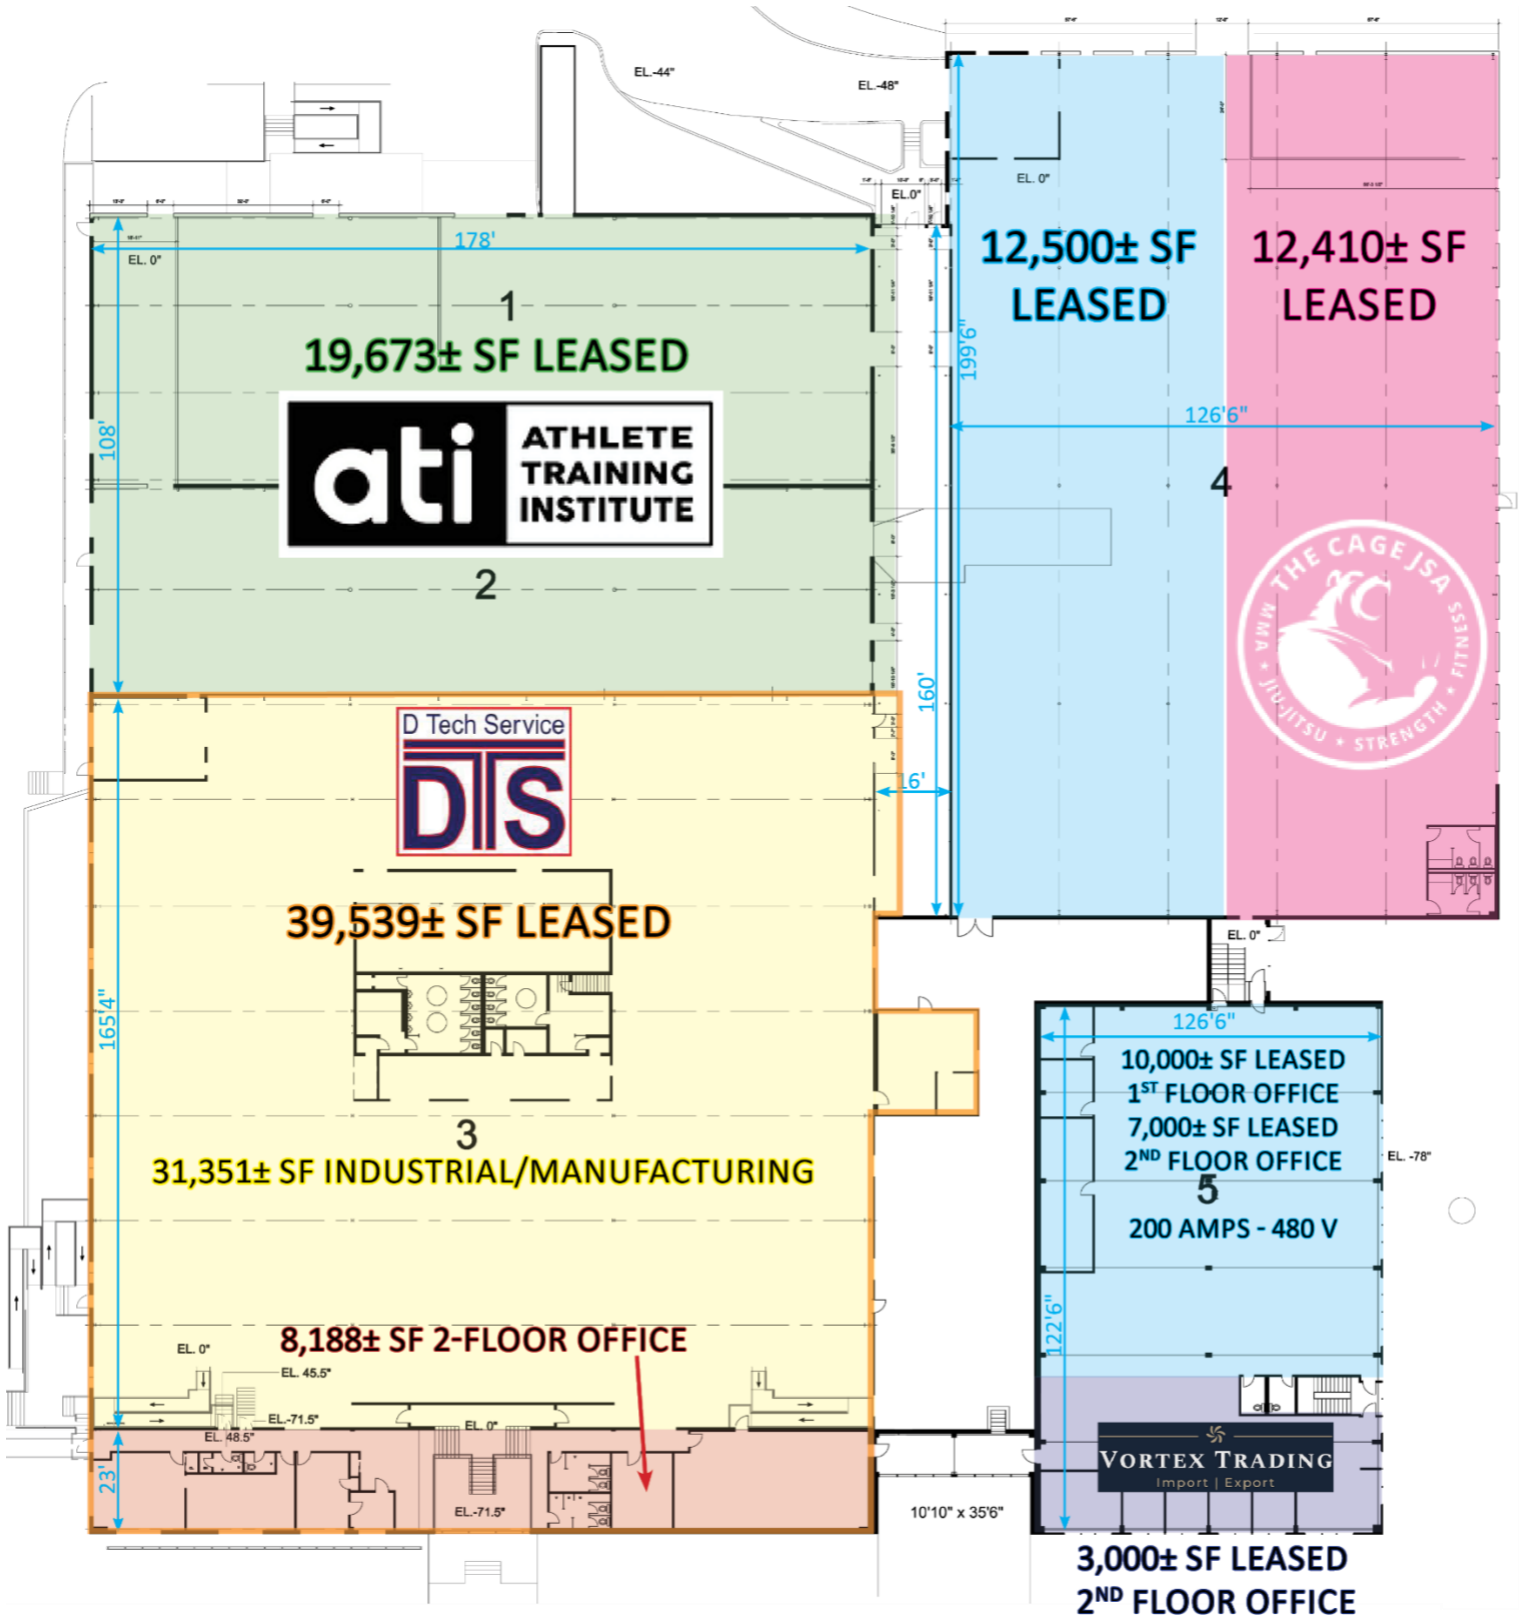 EL.-44"
EL.-48"
EL.0"
EL. 0"
178'
EL. 0"
1
19,673± SF LEASED
108'
ati
ATHLETE
TRAINING
INSTITUTE
2
12,500± SF
LEASED
12,410± SF
LEASED
199'6"
126'6"
4
THE CAGE JSA
MMA ★ JIU-JITSU ★ STRENGTH ★ FITNESS
160'
16'
D Tech Service
DTS
39,539± SF LEASED
165'4"
3
31,351± SF INDUSTRIAL/MANUFACTURING
8,188± SF 2-FLOOR OFFICE
EL. 0"
EL. 45.5"
EL.-71.5"
EL. 0"
EL. 48.5"
23'
EL.-71.5"
10'10" x 35'6"
EL. 0"
126'6"
10,000± SF LEASED
1ST FLOOR OFFICE
7,000± SF LEASED
2ND FLOOR OFFICE
5
200 AMPS - 480 V
EL. -78"
122'6"
VORTEX TRADING
Import | Export
3,000± SF LEASED
2ND FLOOR OFFICE